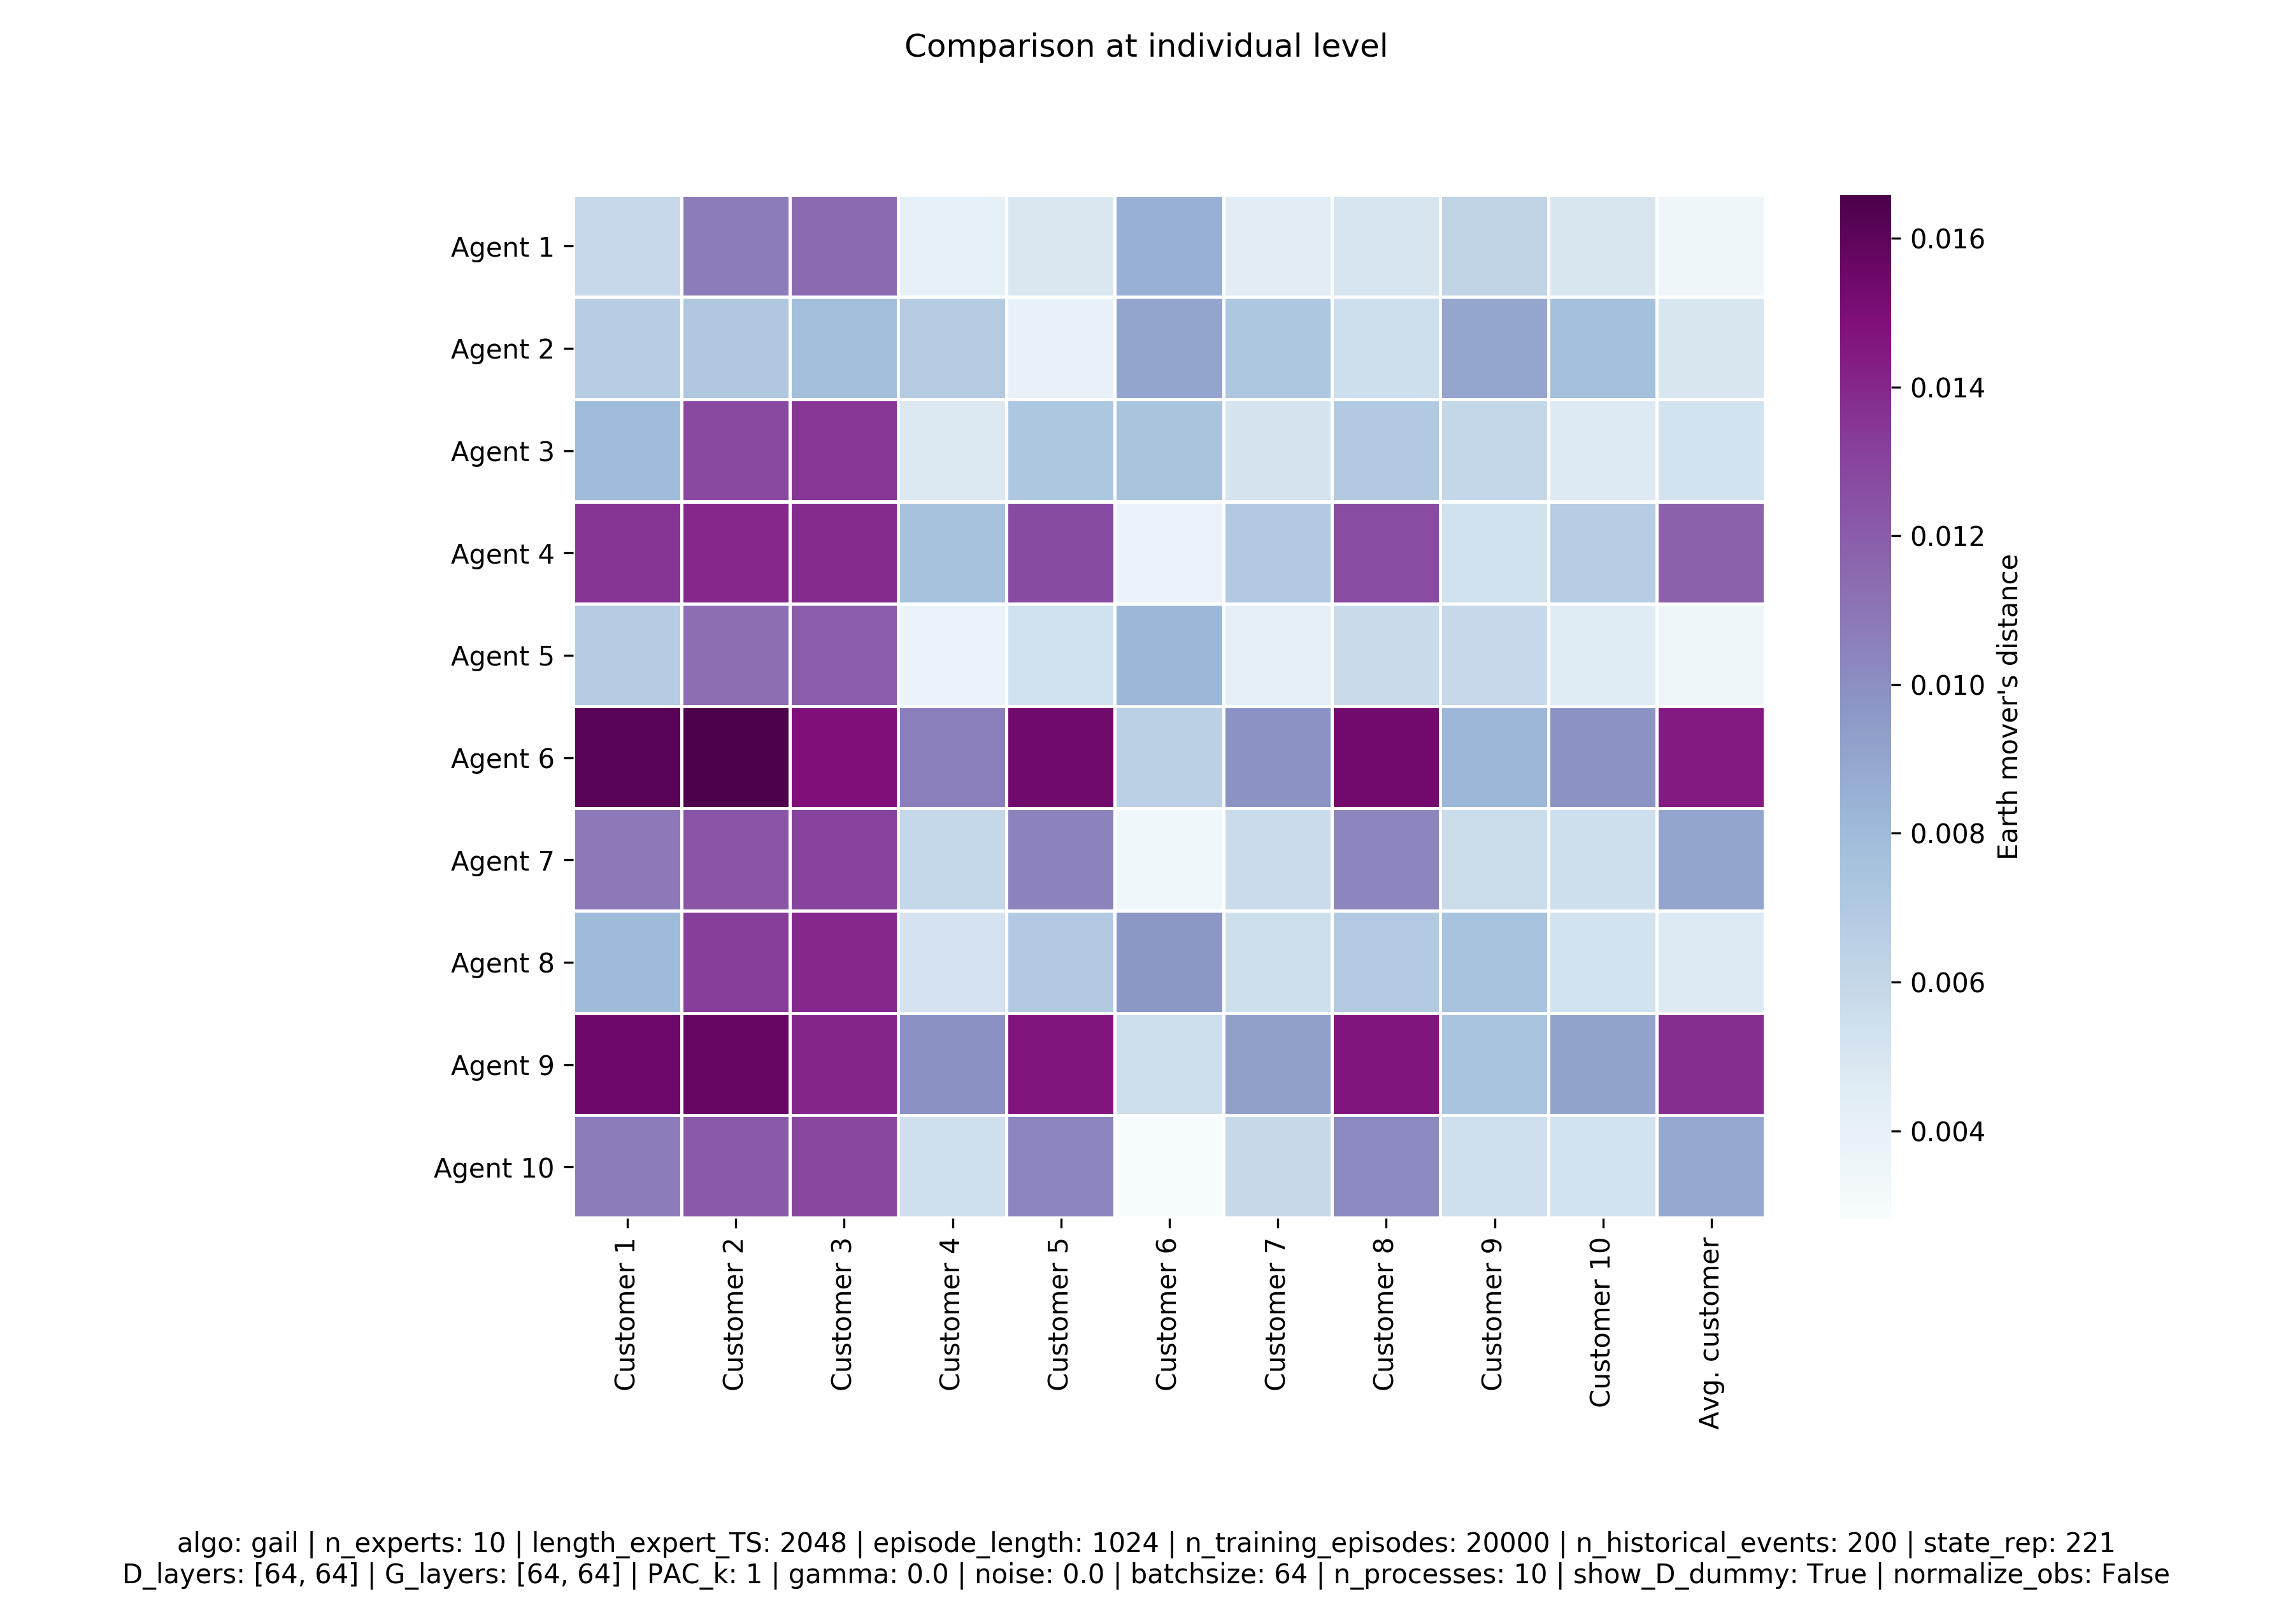 Comparison at individual level
Agent 1
Agent 2
Agent 3
Agent 4
Agent 5
Agent 6
Agent 7
Agent 8
Agent 9
Agent 10
Customer 1
Customer 2
Customer 3
Customer 4
Customer 5
Customer 6
Customer 7
Customer 8
Customer 9
Customer 10
Avg. customer
0.016
0.014
0.012
0.010
0.008
0.006
0.004
Earth mover's distance
algo: gail | n_experts: 10 | length_expert_TS: 2048 | episode_length: 1024 | n_training_episodes: 20000 | n_historical_events: 200 | state_rep: 221
D_layers: [64, 64] | G_layers: [64, 64] | PAC_k: 1 | gamma: 0.0 | noise: 0.0 | batchsize: 64 | n_processes: 10 | show_D_dummy: True | normalize_obs: False